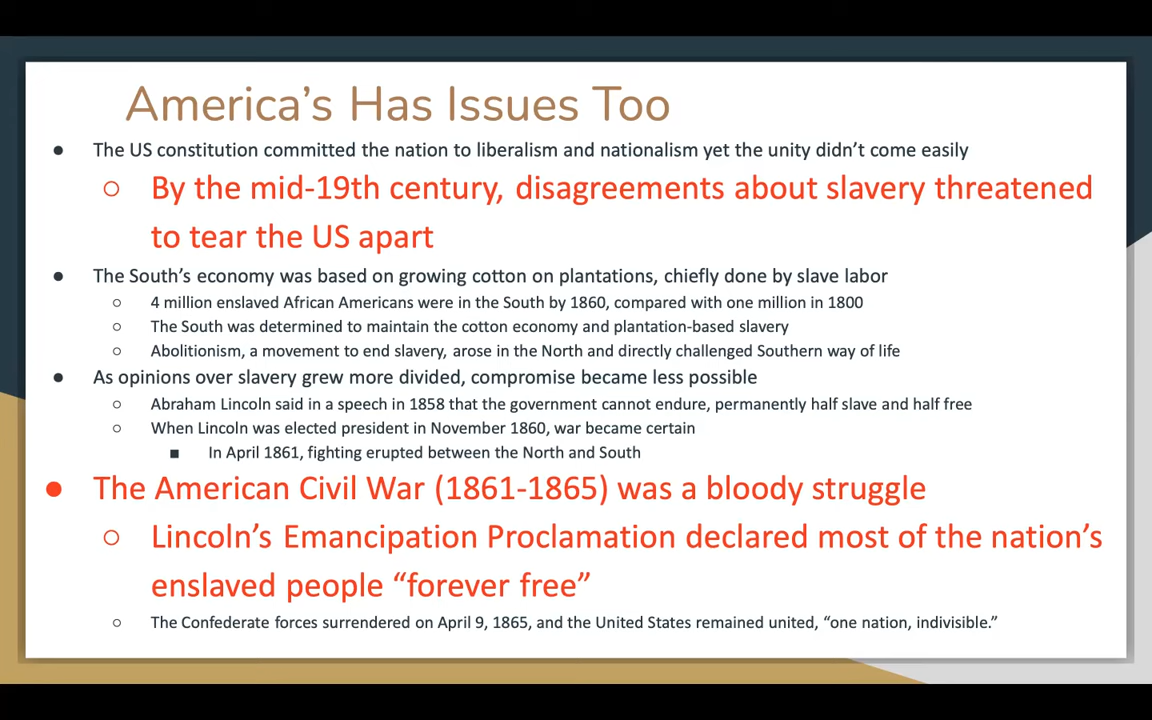 America's Has Issues Too
● The US constitution committed the nation to liberalism and nationalism yet the unity didn't come easily
○ By the mid-19th century, disagreements about slavery threatened
to tear the US apart
● The South's economy was based on growing cotton on plantations, chiefly done by slave labor
○ 4 million enslaved African Americans were in the South by 1860, compared with one million in 1800
○ The South was determined to maintain the cotton economy and plantation-based slavery
○ Abolitionism, a movement to end slavery, arose in the North and directly challenged Southern way of life
● As opinions over slavery grew more divided, compromise became less possible
○ Abraham Lincoln said in a speech in 1858 that the government cannot endure, permanently half slave and half free
○ When Lincoln was elected president in November 1860, war became certain
■ In April 1861, fighting erupted between the North and South
● The American Civil War (1861-1865) was a bloody struggle
○ Lincoln's Emancipation Proclamation declared most of the nation's
enslaved people “forever free”
○ The Confederate forces surrendered on April 9, 1865, and the United States remained united, “one nation, indivisible.”